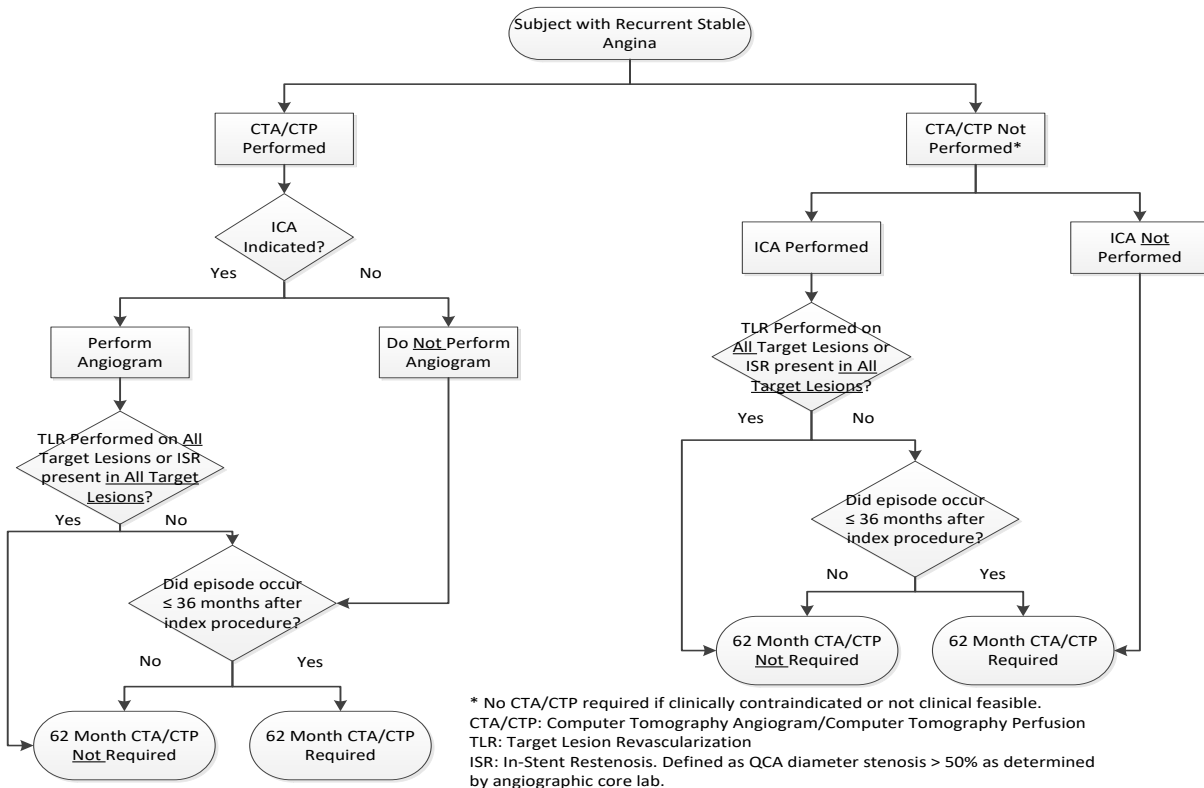 Subject with Recurrent Stable
Angina
CTA/CTP
Performed
CTA/CTP Not
Performed*
ICA
Indicated?
Yes
No
ICA Performed
ICA Not
Performed
Perform
Angiogram
Do Not Perform
Angiogram
TLR Performed on
All Target Lesions or
ISR present in All
Target Lesions?
Yes
No
TLR Performed on All
Target Lesions or ISR
present in All Target
Lesions?
Yes
No
Did episode occur
≤ 36 months after
index procedure?
No
Yes
Did episode occur
≤ 36 months after
index procedure?
No
Yes
62 Month CTA/CTP
Not Required
62 Month CTA/CTP
Required
62 Month CTA/CTP
Not Required
62 Month CTA/CTP
Required
* No CTA/CTP required if clinically contraindicated or not clinical feasible.
CTA/CTP: Computer Tomography Angiogram/Computer Tomography Perfusion
TLR: Target Lesion Revascularization
ISR: In-Stent Restenosis. Defined as QCA diameter stenosis > 50% as determined
by angiographic core lab.